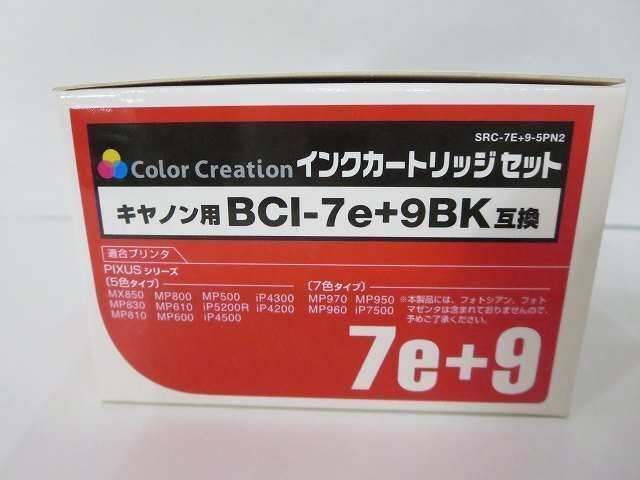 SRC-7E+9-5PN2
Color Creation インクカートリッジセット
キヤノン用 BCI-7e+9BK 互換
適合プリンタ
PIXUSシリーズ
〔5色タイプ〕
MX850 MP800 MP500 iP4300
MP830 MP610 iP5200R iP4200
MP810 MP600 iP4500
〔7色タイプ〕
MP970 MP950
MP960 iP7500
※本製品には、フォトシアン、フォト
マゼンタは含まれておりませんので、
予めご了承ください。
7e+9